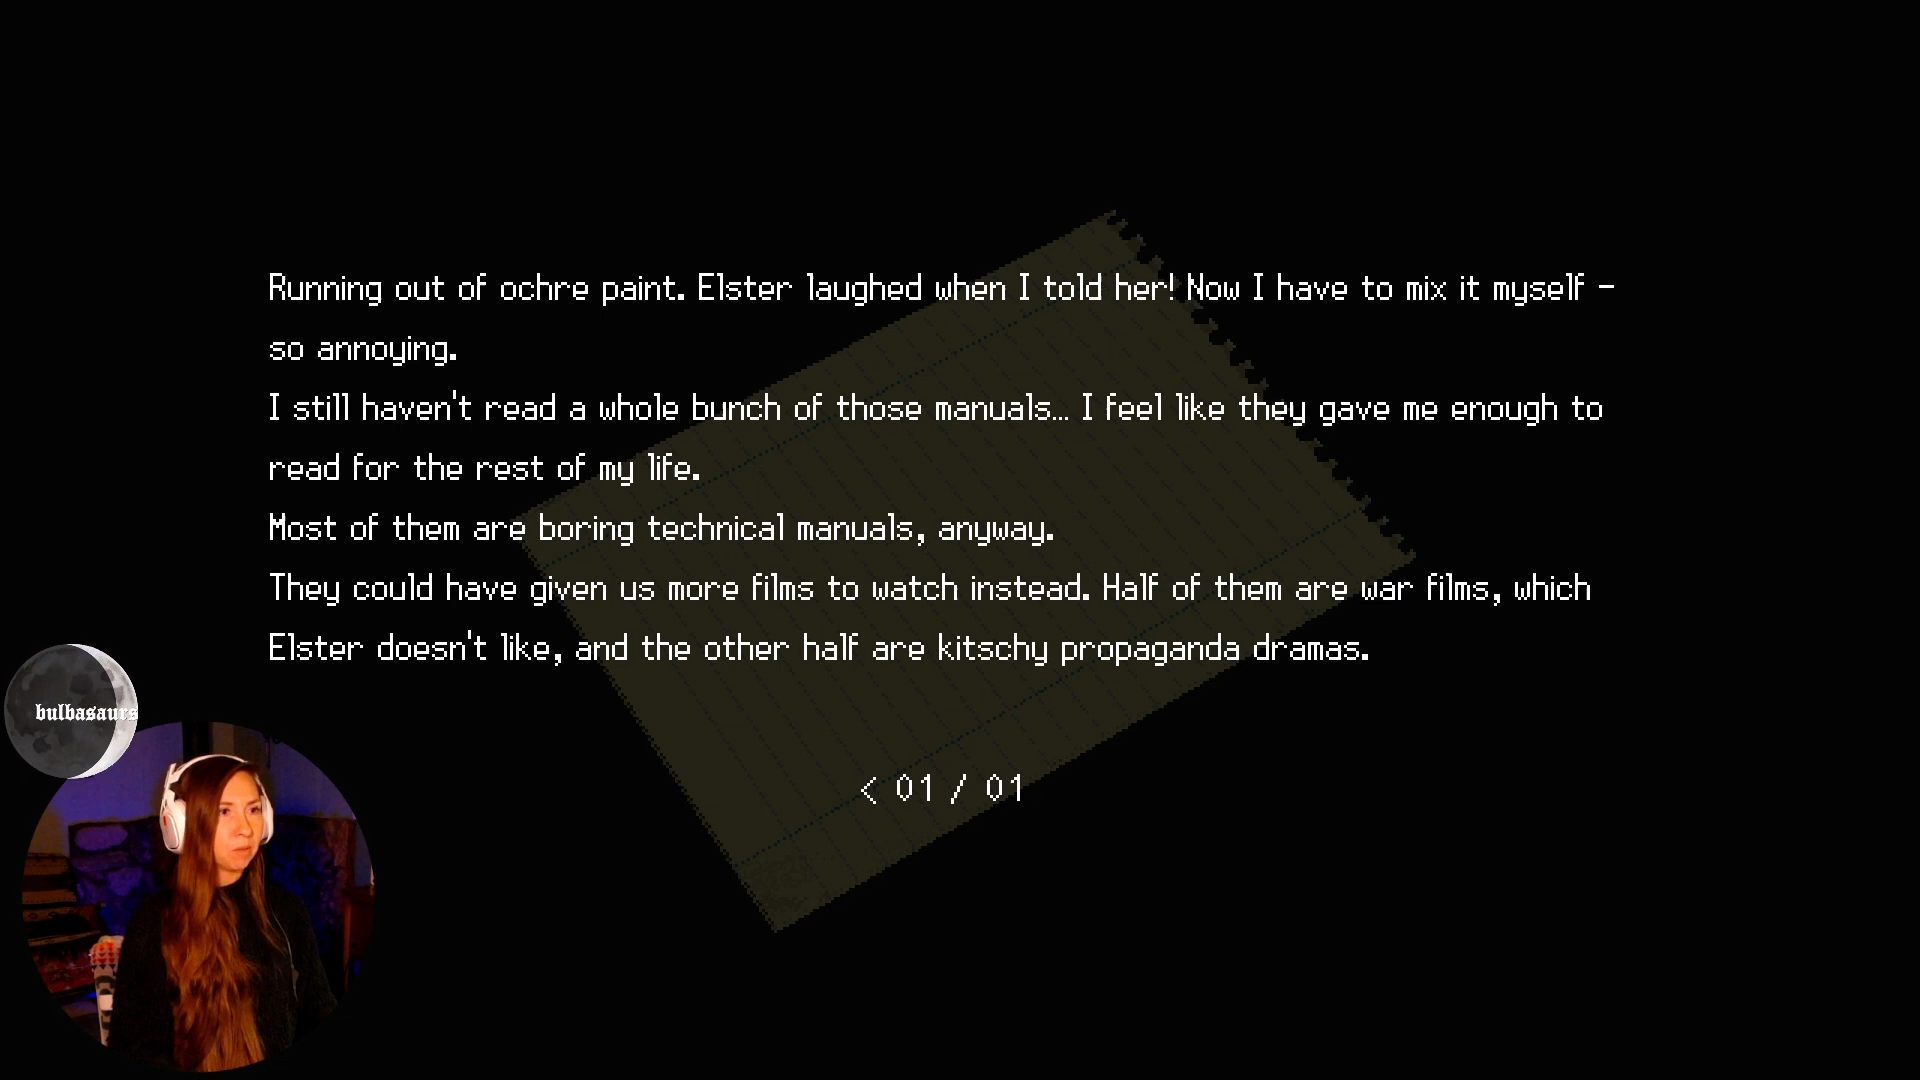 Running out of ochre paint. Elster laughed when I told her! Now I have to mix it myself -
so annoying.
I still haven't read a whole bunch of those manuals... I feel like they gave me enough to
read for the rest of my life.
Most of them are boring technical manuals, anyway.
They could have given us more films to watch instead. Half of them are war films, which
Elster doesn't like, and the other half are kitschy propaganda dramas.
bulbasaurs
< 01 / 01